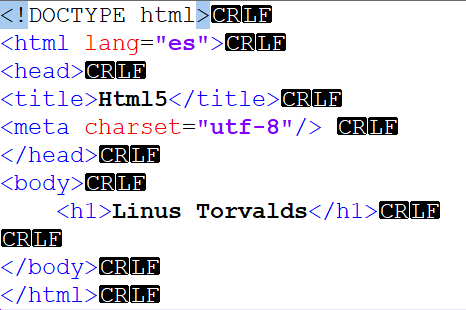 <!DOCTYPE html>CRLF
<html lang="es">CRLF
<head>CRLF
<title>Html5</title>CRLF
<meta charset="utf-8"/> CRLF
</head>CRLF
<body>CRLF
    <h1>Linus Torvalds</h1>CRLF
CRLF
</body>CRLF
</html>CRLF